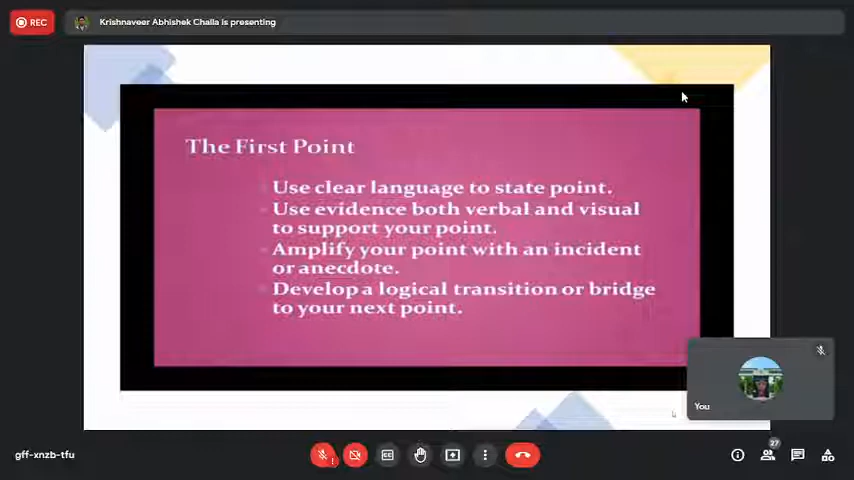 REC
Krishnaveer Abhishek Challa is presenting
The First Point
Use clear language to state point.
Use evidence both verbal and visual
to support your point.
Amplify your point with an incident
or anecdote.
Develop a logical transition or bridge
to your next point.
You
gff-xnzb-tfu
CC
27